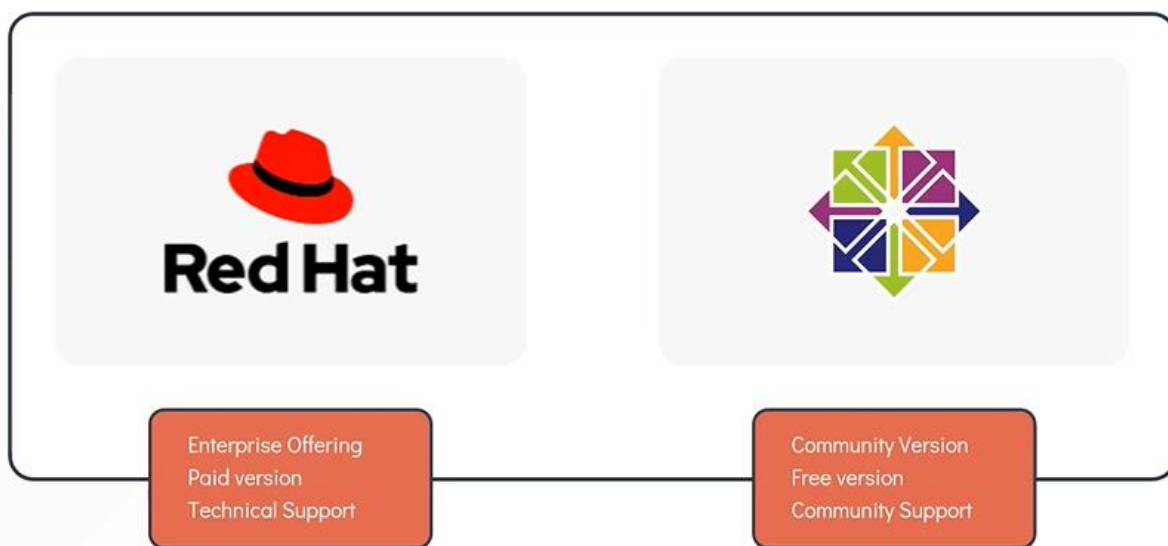 Red Hat
Enterprise Offering
Paid version
Technical Support
Community Version
Free version
Community Support